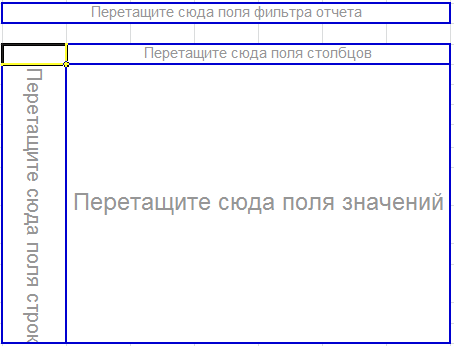 Перетащите сюда поля фильтра отчета
Перетащите сюда поля столбцов
Перетащите сюда поля строк
Перетащите сюда поля значений